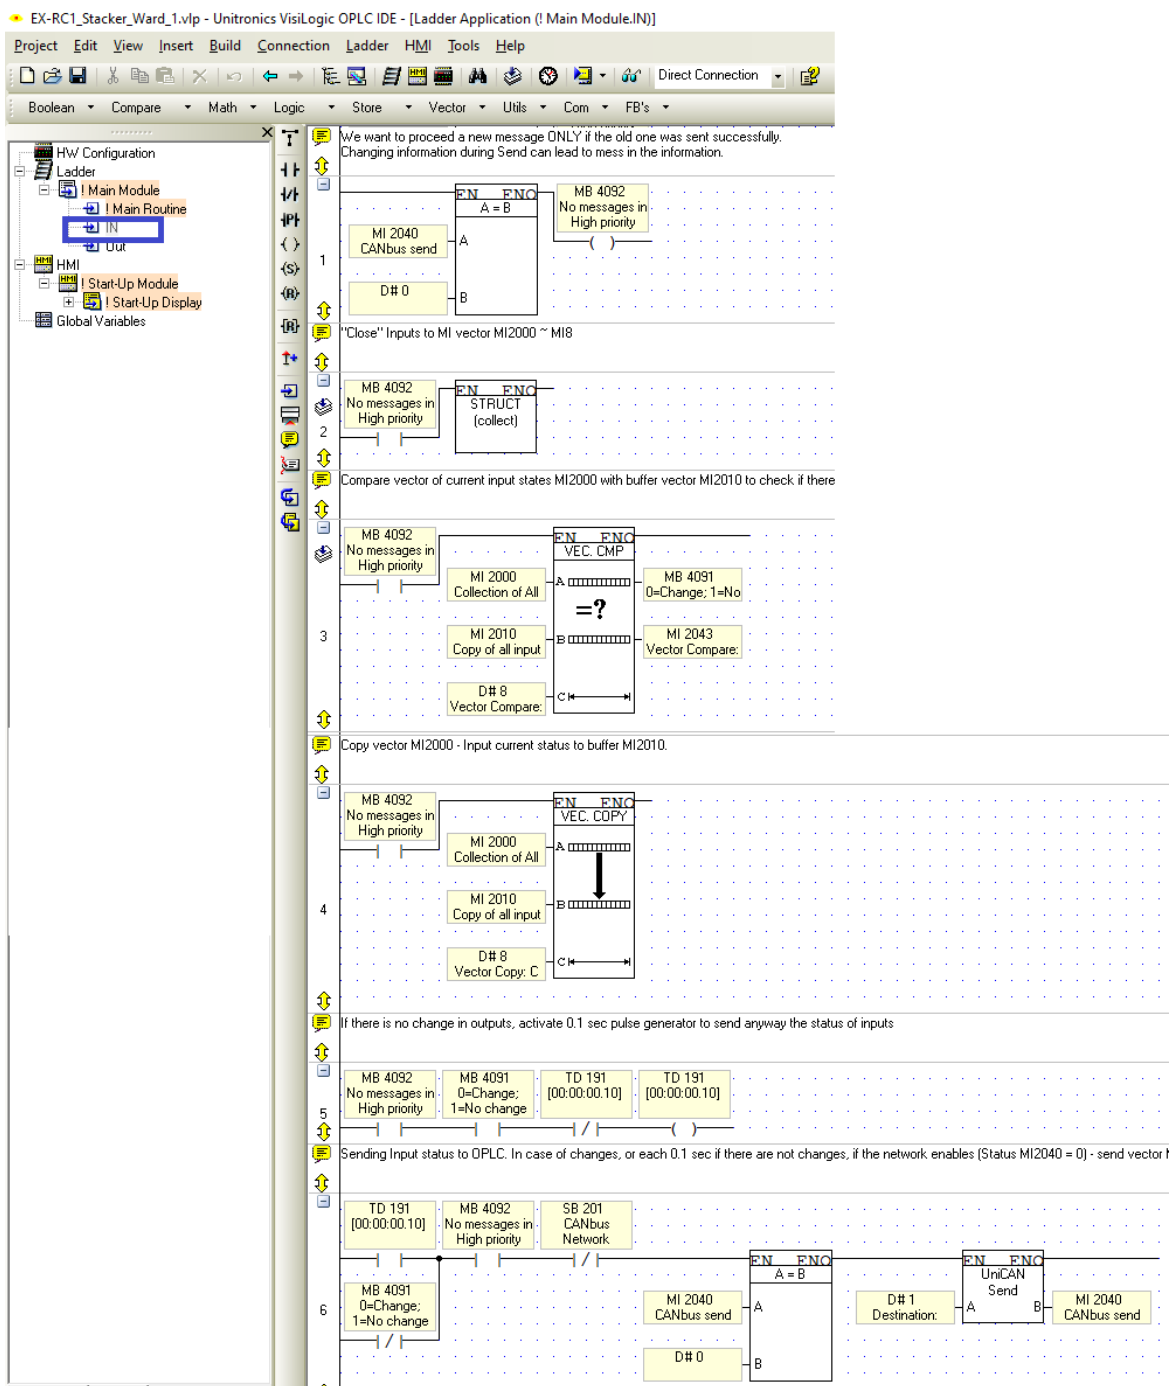 EX-RC1_Stacker_Ward_1.vlp - Unitronics VisiLogic OPLC IDE - [Ladder Application (! Main Module.IN)]
Project Edit View Insert Build Connection Ladder HMI Tools Help
Direct Connection
Boolean Compare Math Logic Store Vector Utils Com FB's
HW Configuration
Ladder
! Main Module
! Main Routine
IN
Out
HMI
! Start-Up Module
! Start-Up Display
Global Variables
We want to proceed a new message ONLY if the old one was sent successfully.
Changing information during Send can lead to mess in the information.
1
EN ENO
A = B
MI 2040
CANbus send
A
D# 0
B
MB 4092
No messages in
High priority
"Close" Inputs to MI vector MI2000 ~ MI8
2
MB 4092
No messages in
High priority
EN ENO
STRUCT
(collect)
Compare vector of current input states MI2000 with buffer vector MI2010 to check if there
3
MB 4092
No messages in
High priority
EN ENO
VEC. CMP
MI 2000
Collection of All
A
MB 4091
0=Change; 1=No
=?
MI 2010
Copy of all input
B
MI 2043
Vector Compare:
D# 8
Vector Compare:
C
Copy vector MI2000 - Input current status to buffer MI2010.
4
MB 4092
No messages in
High priority
EN ENO
VEC. COPY
MI 2000
Collection of All
A
MI 2010
Copy of all input
B
D# 8
Vector Copy: C
C
If there is no change in outputs, activate 0.1 sec pulse generator to send anyway the status of inputs
5
MB 4092
No messages in
High priority
MB 4091
0=Change;
1=No change
TD 191
[00:00:00.10]
TD 191
[00:00:00.10]
Sending Input status to OPLC. In case of changes, or each 0.1 sec if there are not changes, if the network enables (Status MI2040 = 0) - send vector
6
TD 191
[00:00:00.10]
MB 4092
No messages in
High priority
SB 201
CANbus
Network
MB 4091
0=Change;
1=No change
EN ENO
A = B
MI 2040
CANbus send
A
D# 0
B
EN ENO
UniCAN
Send
D# 1
Destination:
A
B
MI 2040
CANbus send